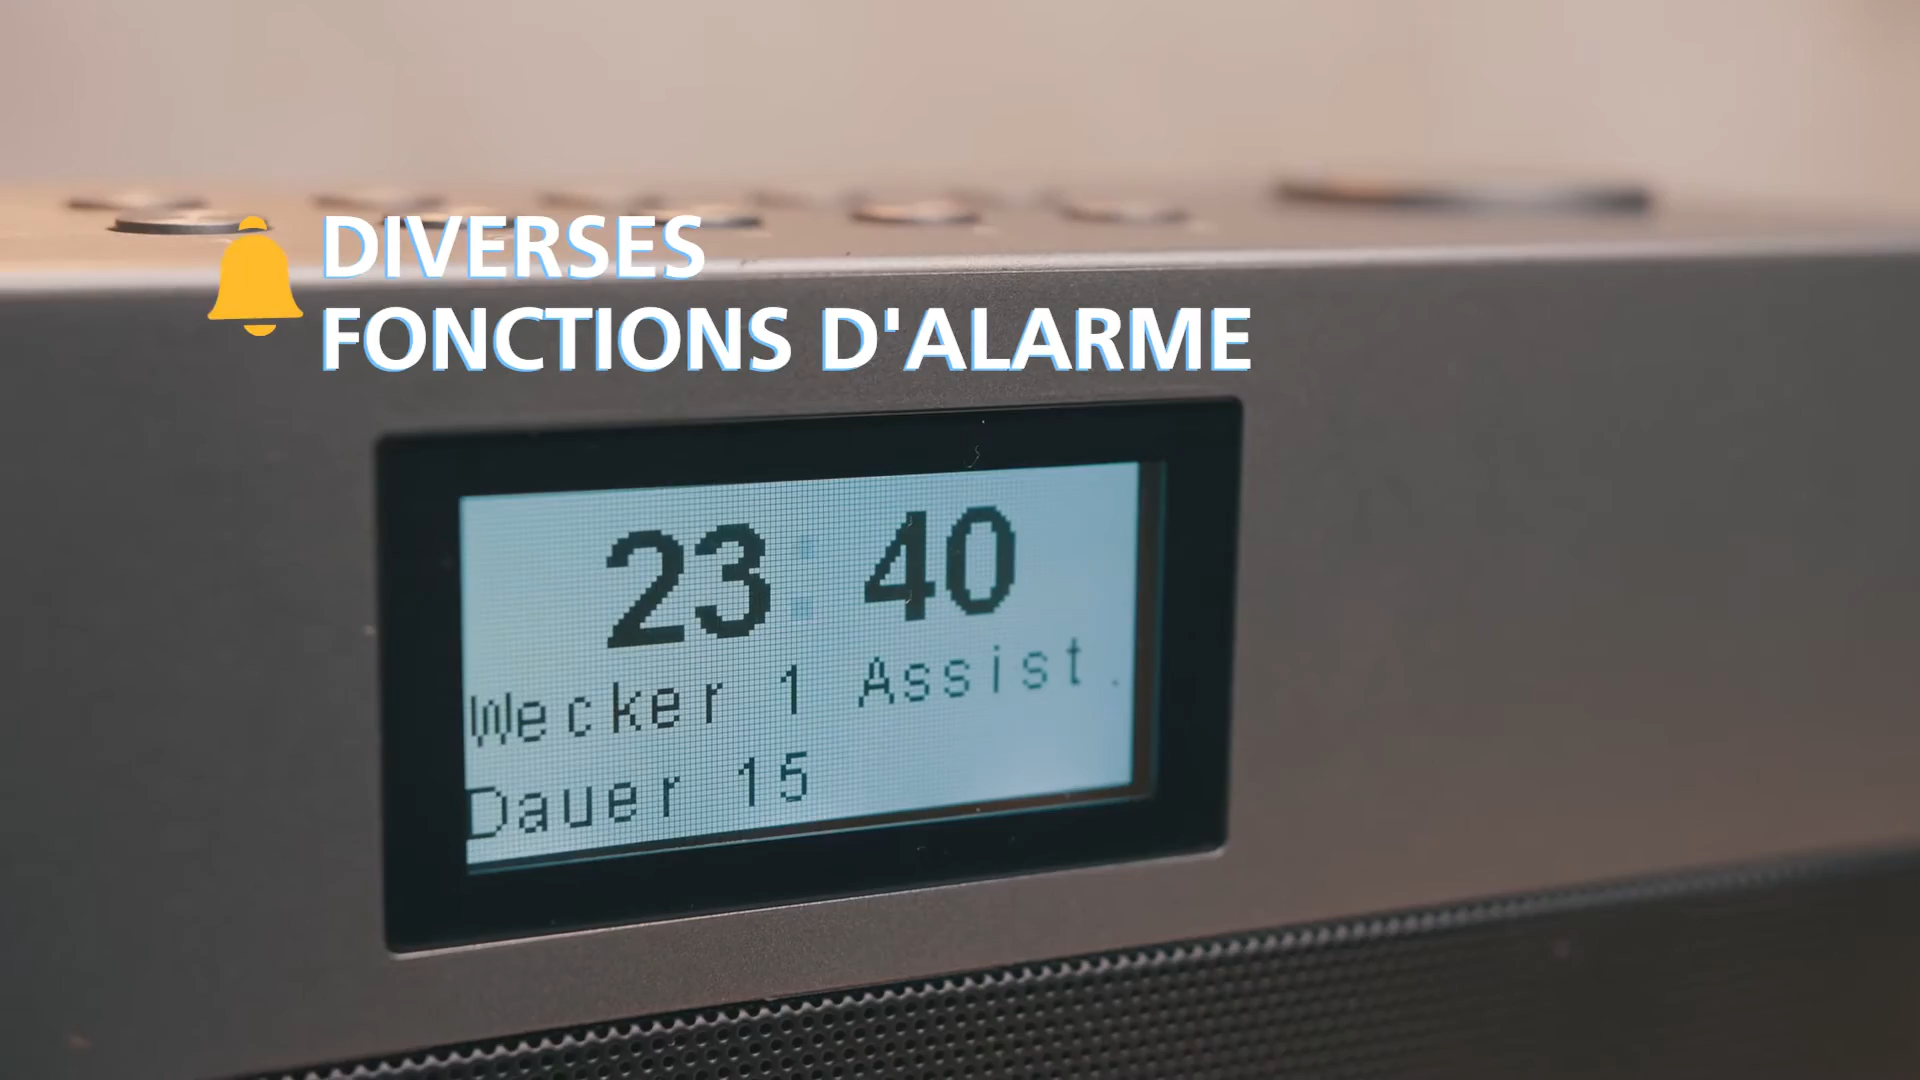 DIVERSES
FONCTIONS D'ALARME
23:40
Wecker 1 Assist.
Dauer 15